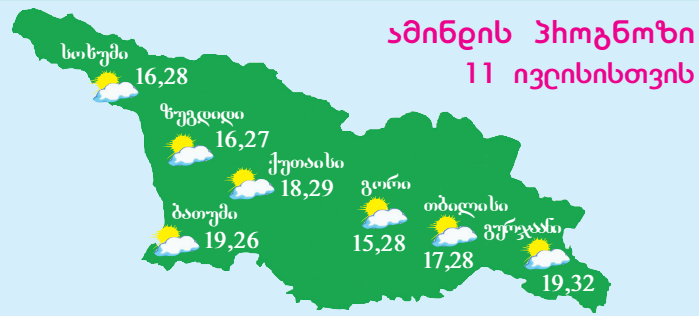 ამინდის პროგნოზი
11 ივლისისთვის
სოხუმი
16,28
ზუგდიდი
16,27
ქუთაისი
18,29
ბათუმი
19,26
გორი
15,28
თბილისი
17,28
გურჯაანი
19,32